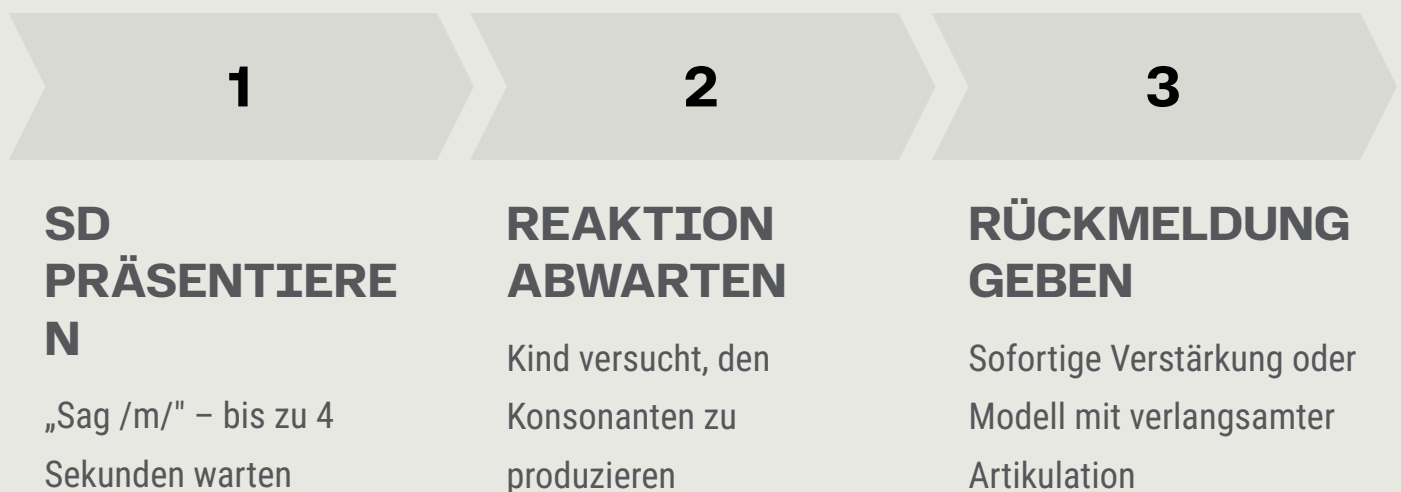 1
2
3
SD
PRÄSENTIERE
N
„Sag /m/" – bis zu 4
Sekunden warten
REAKTION
ABWARTEN
Kind versucht, den
Konsonanten zu
produzieren
RÜCKMELDUNG
GEBEN
Sofortige Verstärkung oder
Modell mit verlangsamter
Artikulation